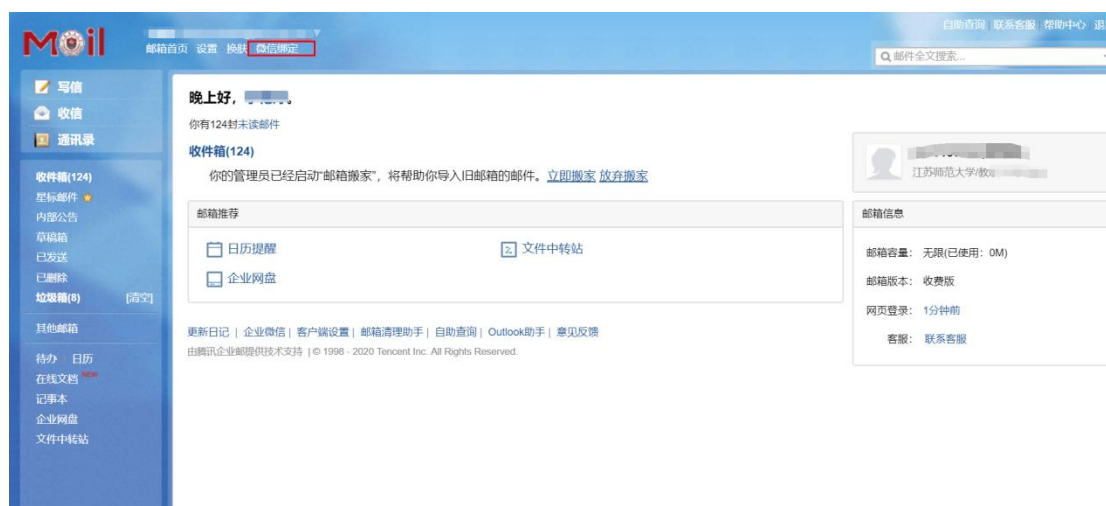 Mail
自助查询 联系客服 帮助中心
邮箱首页 设置 换肤 微信绑定
邮件全文搜索...
写信
收信
通讯录
收件箱(124)
星标邮件
内部公告
草稿箱
已发送
已删除
垃圾箱(8) [清空]
其他邮箱
待办 日历
在线文档 NEW
记事本
企业网盘
文件中转站
晚上好,
你有124封未读邮件
收件箱(124)
你的管理员已经启动"邮箱搬家",将帮助你导入旧邮箱的邮件。立即搬家 放弃搬家
邮箱推荐
日历提醒
文件中转站
企业网盘
更新日记 | 企业微信 | 客户端设置 | 邮箱清理助手 | 自助查询 | Outlook助手 | 意见反馈
由腾讯企业邮提供技术支持 | © 1998 - 2020 Tencent Inc. All Rights Reserved.
江苏师范大学/教
邮箱信息
邮箱容量: 无限(已使用: 0M)
邮箱版本: 收费版
网页登录: 1分钟前
客服: 联系客服